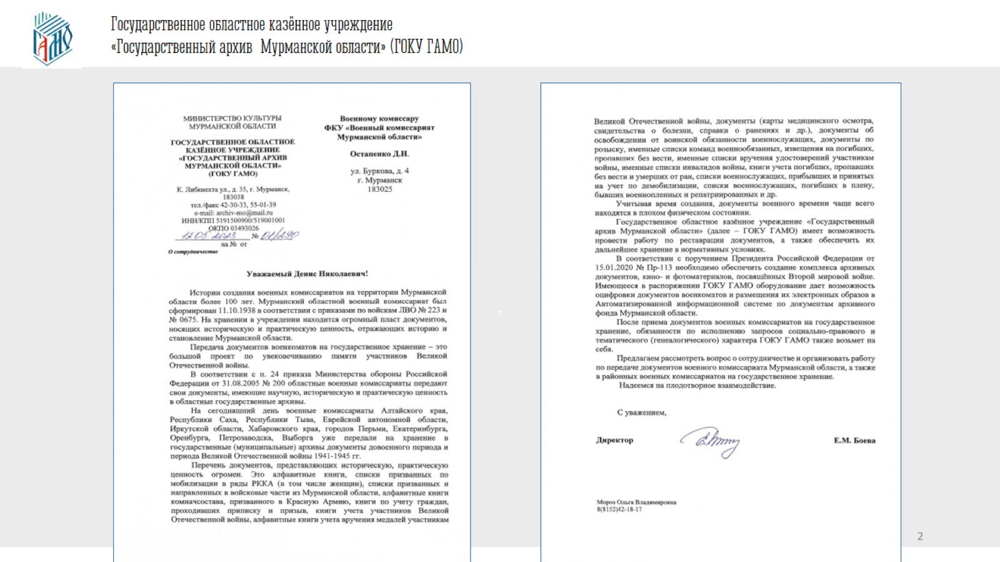 ГАМО
Государственное областное казённое учреждение
«Государственный архив Мурманской области» (ГОКУ ГАМО)
МИНИСТЕРСТВО КУЛЬТУРЫ
МУРМАНСКОЙ ОБЛАСТИ
ГОСУДАРСТВЕННОЕ ОБЛАСТНОЕ
КАЗЁННОЕ УЧРЕЖДЕНИЕ
«ГОСУДАРСТВЕННЫЙ АРХИВ
МУРМАНСКОЙ ОБЛАСТИ»
(ГОКУ ГАМО)
К. Либкнехта ул., д. 35, г. Мурманск,
183038
тел./факс 42-30-33, 55-01-39
e-mail: archiv-mo@mail.ru
ИНН/КПП 5191500900/519001001
ОКПО 03493026
12.05.2023 № 01/290
на № от
О сотрудничестве
Военному комиссару
ФКУ «Военный комиссариат
Мурманской области»
Остапенко Д.Н.
ул. Буркова, д. 4
г. Мурманск
183025
Уважаемый Денис Николаевич!
Истории создания военных комиссариатов на территории Мурманской
области более 100 лет. Мурманский областной военный комиссариат был
сформирован 11.10.1938 в соответствии с приказами по войскам ЛВО № 223 и
№ 0675. На хранении в учреждении находится огромный пласт документов,
носящих историческую и практическую ценность, отражающих историю и
становление Мурманской области.
Передача документов военкоматов на государственное хранение – это
большой проект по увековечиванию памяти участников Великой
Отечественной войны.
В соответствии с п. 24 приказа Министерства обороны Российской
Федерации от 31.08.2005 № 200 областные военные комиссариаты передают
свои документы, имеющие научную, историческую и практическую ценность
в областные государственные архивы.
На сегодняшний день военные комиссариаты Алтайского края,
Республики Саха, Республики Тыва, Еврейской автономной области,
Иркутской области, Хабаровского края, городов Перьми, Екатеринбурга,
Оренбурга, Петрозаводска, Выборга уже передали на хранение в
государственные (муниципальные) архивы документы довоенного периода и
периода Великой Отечественной войны 1941-1945 гг.
Перечень документов, представляющих историческую, практическую
ценность огромен. Это алфавитные книги, списки призванных по
мобилизации в ряды РККА (в том числе женщин), списки призванных и
направленных в войсковые части из Мурманской области, алфавитные книги
комначсостава, призванного в Красную Армию, книги по учету граждан,
проходивших приписку и призыв, книги учета участников Великой
Отечественной войны, алфавитные книги учета вручения медалей участникам
Великой Отечественной войны, документы (карты медицинского осмотра,
свидетельства о болезни, справки о ранениях и др.), документы об
освобождении от воинской обязанности военнослужащих, документы по
розыску, именные списки команд военнообязанных, извещения на погибших,
пропавших без вести, именные списки вручения удостоверений участникам
войны, именные списки инвалидов войны, книги учета погибших, пропавших
без вести и умерших от ран, списки военнослужащих, прибывших и принятых
на учет по демобилизации, списки военнослужащих, погибших в плену,
бывших военнопленных и репатриированных и др.
Учитывая время создания, документы военного времени чаще всего
находятся в плохом физическом состоянии.
Государственное областное казённое учреждение «Государственный
архив Мурманской области» (далее – ГОКУ ГАМО) имеет возможность
провести работу по реставрации документов, а также обеспечить их
дальнейшее хранение в нормативных условиях.
В соответствии с поручением Президента Российской Федерации от
15.01.2020 № Пр-113 необходимо обеспечить создание комплекса архивных
документов, кино- и фотоматериалов, посвящённых Второй мировой войне.
Имеющееся в распоряжении ГОКУ ГАМО оборудование дает возможность
оцифровки документов военкоматов и размещения их электронных образов в
Автоматизированной информационной системе по документам архивного
фонда Мурманской области.
После приема документов военных комиссариатов на государственное
хранение, обязанности по исполнению запросов социально-правового и
тематического (генеалогического) характера ГОКУ ГАМО также возьмет на
себя.
Предлагаем рассмотреть вопрос о сотрудничестве и организовать работу
по передаче документов военного комиссариата Мурманской области, а также
в районных военных комиссариатов на государственное хранение.
Надеемся на плодотворное взаимодействие.
С уважением,
Директор
Е.М. Боева
Мороз Ольга Владимировна
8(8152)42-18-17
2